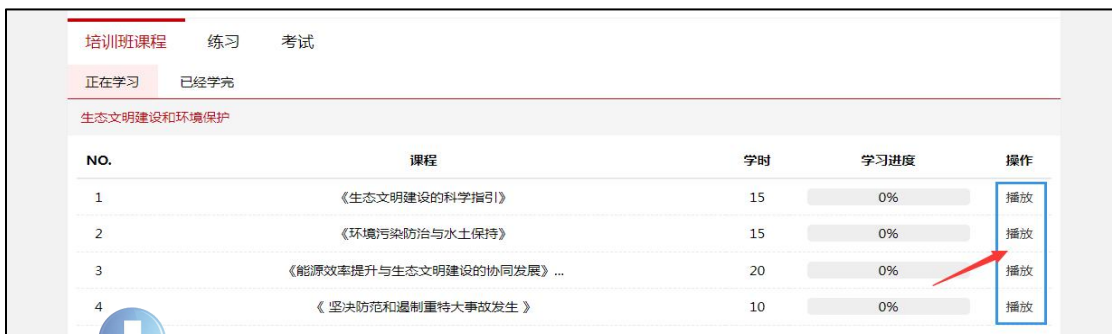 培训班课程 练习 考试
正在学习 已经学完
生态文明建设和环境保护
NO. 课程 学时 学习进度 操作
1 《生态文明建设的科学指引》 15 0% 播放
2 《环境污染防治与水土保持》 15 0% 播放
3 《能源效率提升与生态文明建设的协同发展》... 20 0% 播放
4 《 坚决防范和遏制重特大事故发生 》 10 0% 播放